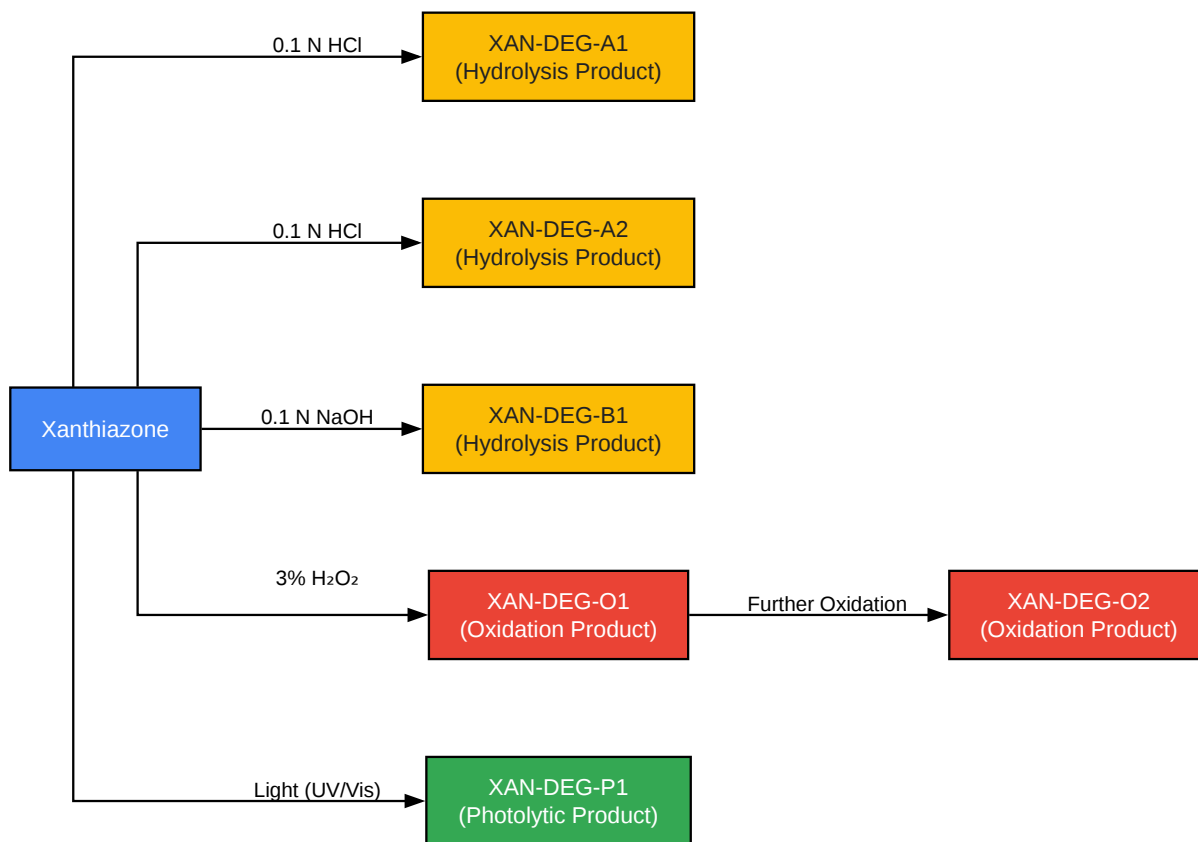 0.1 N HCl
XAN-DEG-A1
(Hydrolysis Product)
0.1 N HCl
XAN-DEG-A2
(Hydrolysis Product)
Xanthiazone
0.1 N NaOH
XAN-DEG-B1
(Hydrolysis Product)
3% H₂O₂
XAN-DEG-O1
(Oxidation Product)
Further Oxidation
XAN-DEG-O2
(Oxidation Product)
Light (UV/Vis)
XAN-DEG-P1
(Photolytic Product)